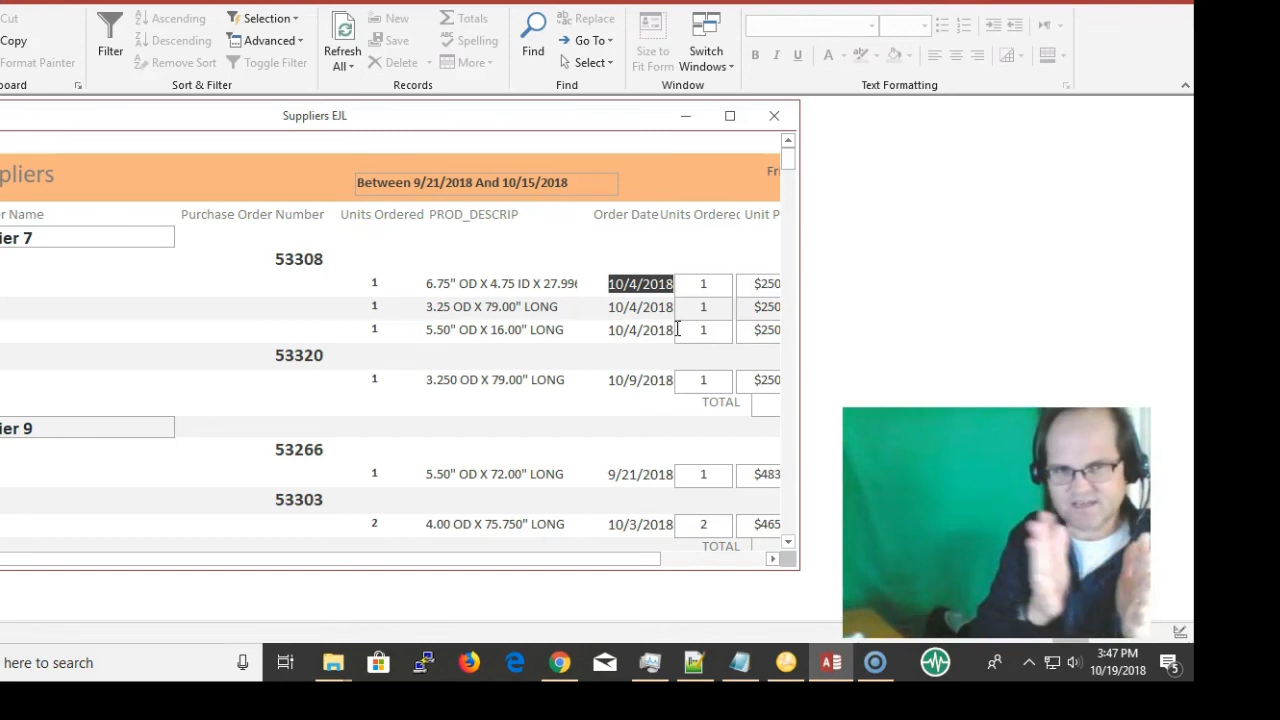 Cut
Copy
Format Painter
oard
Filter
Ascending
Descending
Remove Sort
Selection
Advanced
Toggle Filter
Sort & Filter
Refresh
All
New
Save
Delete
Totals
Spelling
More
Records
Find
Replace
Go To
Select
Find
Size to
Fit Form
Switch
Windows
Window
B I U A
Text Formatting
Suppliers EJL
pliers
Between 9/21/2018 And 10/15/2018
Fr
er Name Purchase Order Number Units Ordered PROD_DESCRIP Order Date Units Ordered Unit P
ier 7
53308
1 6.75" OD X 4.75 ID X 27.996 10/4/2018 1 $250
1 3.25 OD X 79.00" LONG 10/4/2018 1 $250
1 5.50" OD X 16.00" LONG 10/4/2018 1 $250
53320
1 3.250 OD X 79.00" LONG 10/9/2018 1 $250
TOTAL
ier 9
53266
1 5.50" OD X 72.00" LONG 9/21/2018 1 $483
53303
2 4.00 OD X 75.750" LONG 10/3/2018 2 $465
TOTAL
here to search
3:47 PM
10/19/2018
5